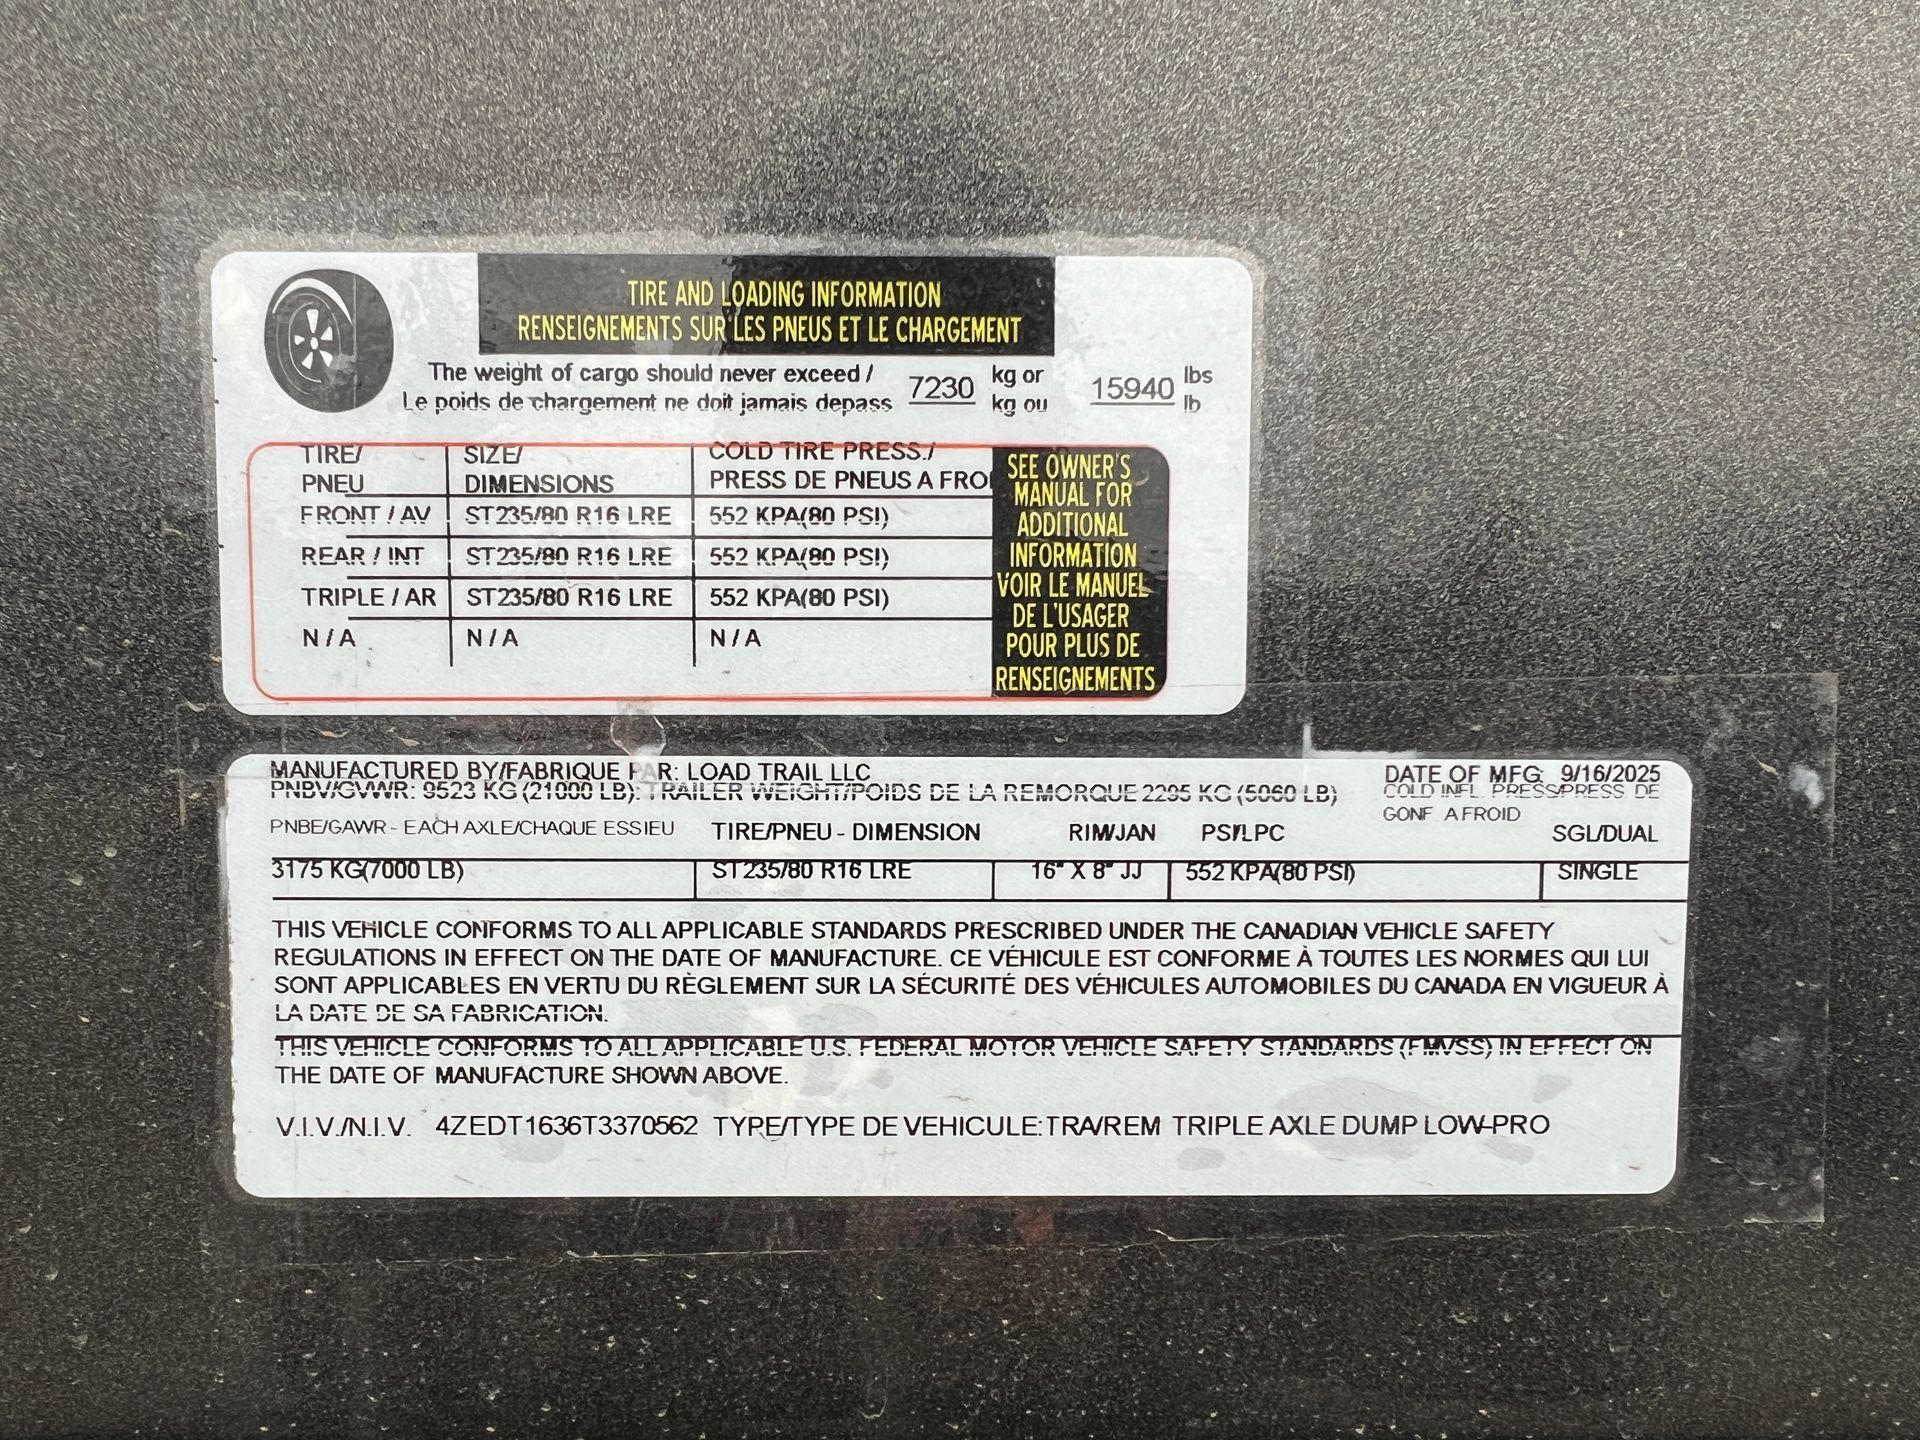 TIRE AND LOADING INFORMATION
RENSEIGNEMENTS SUR LES PNEUS ET LE CHARGEMENT
The weight of cargo should never exceed / 7230 kg or 15940 lbs
Le poids de chargement ne doit jamais depass kg ou lb
TIRE/ SIZE/ COLD TIRE PRESS./
PNEU DIMENSIONS PRESS DE PNEUS A FROI
FRONT / AV ST235/80 R16 LRE 552 KPA(80 PSI)
REAR / INT ST235/80 R16 LRE 552 KPA(80 PSI)
TRIPLE / AR ST235/80 R16 LRE 552 KPA(80 PSI)
N / A N / A N / A
SEE OWNER'S
MANUAL FOR
ADDITIONAL
INFORMATION
VOIR LE MANUEL
DE L'USAGER
POUR PLUS DE
RENSEIGNEMENTS
MANUFACTURED BY/FABRIQUE PAR: LOAD TRAIL LLC DATE OF MFG: 9/16/2025
PNBV/GVWR: 9523 KG (21000 LB): TRAILER WEIGHT/POIDS DE LA REMORQUE 2295 KG (5060 LB) COLD INFL. PRESS/PRESS. DE
GONF. A FROID
PNBE/GAWR - EACH AXLE/CHAQUE ESSIEU TIRE/PNEU - DIMENSION RIM/JAN PSI/LPC SGL/DUAL
3175 KG(7000 LB) ST235/80 R16 LRE 16" X 8" JJ 552 KPA(80 PSI) SINGLE
THIS VEHICLE CONFORMS TO ALL APPLICABLE STANDARDS PRESCRIBED UNDER THE CANADIAN VEHICLE SAFETY
REGULATIONS IN EFFECT ON THE DATE OF MANUFACTURE. CE VÉHICULE EST CONFORME À TOUTES LES NORMES QUI LUI
SONT APPLICABLES EN VERTU DU RÈGLEMENT SUR LA SÉCURITÉ DES VÉHICULES AUTOMOBILES DU CANADA EN VIGUEUR À
LA DATE DE SA FABRICATION.
THIS VEHICLE CONFORMS TO ALL APPLICABLE U.S. FEDERAL MOTOR VEHICLE SAFETY STANDARDS (FMVSS) IN EFFECT ON
THE DATE OF MANUFACTURE SHOWN ABOVE.
V.I.V./N.I.V. 4ZEDT1636T3370562 TYPE/TYPE DE VEHICULE: TRA/REM TRIPLE AXLE DUMP LOW-PRO